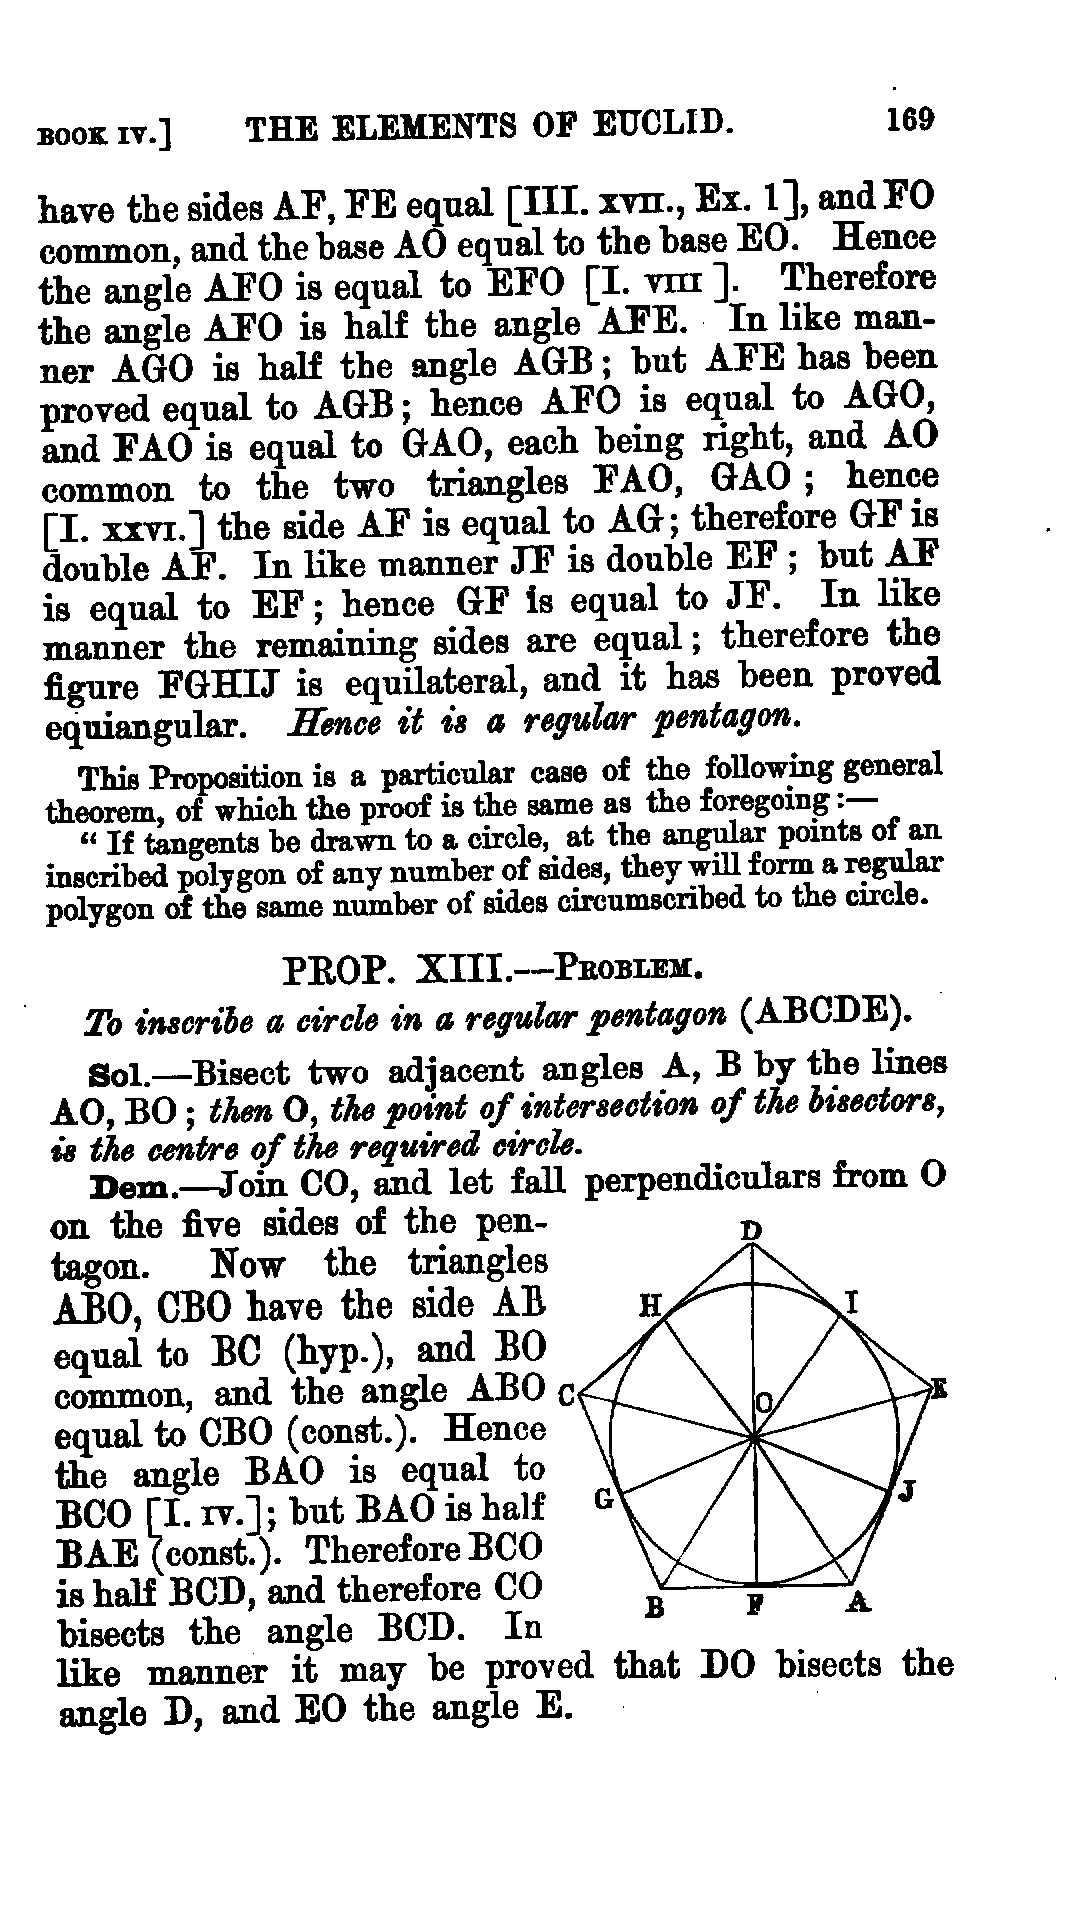 BOOK IV.] THE ELEMENTS OF EUCLID. 169
have the sides AF, FE equal [III. XVII., Ex. 1], and FO
common, and the base AO equal to the base EO. Hence
the angle AFO is equal to EFO [I. VIII ]. Therefore
the angle AFO is half the angle AFE. In like man-
ner AGO is half the angle AGB; but AFE has been
proved equal to AGB; hence AFO is equal to AGO,
and FAO is equal to GAO, each being right, and AO
common to the two triangles FAO, GAO; hence
[I. XXVI.] the side AF is equal to AG; therefore GF is
double AF. In like manner JF is double EF; but AF
is equal to EF; hence GF is equal to JF. In like
manner the remaining sides are equal; therefore the
figure FGHIJ is equilateral, and it has been proved
equiangular. Hence it is a regular pentagon.
This Proposition is a particular case of the following general
theorem, of which the proof is the same as the foregoing:—
“ If tangents be drawn to a circle, at the angular points of an
inscribed polygon of any number of sides, they will form a regular
polygon of the same number of sides circumscribed to the circle.
PROP. XIII.—PROBLEM.
To inscribe a circle in a regular pentagon (ABCDE).
Sol.—Bisect two adjacent angles A, B by the lines
AO, BO; then O, the point of intersection of the bisectors,
is the centre of the required circle.
Dem.—Join CO, and let fall perpendiculars from O
on the five sides of the pen-
tagon. Now the triangles
ABO, CBO have the side AB
equal to BC (hyp.), and BO
common, and the angle ABO
equal to CBO (const.). Hence
the angle BAO is equal to
BCO [I. IV.]; but BAO is half
BAE (const.). Therefore BCO
is half BCD, and therefore CO
bisects the angle BCD. In
like manner it may be proved that DO bisects the
angle D, and EO the angle E.
D
H I
C O E
G J
B F A